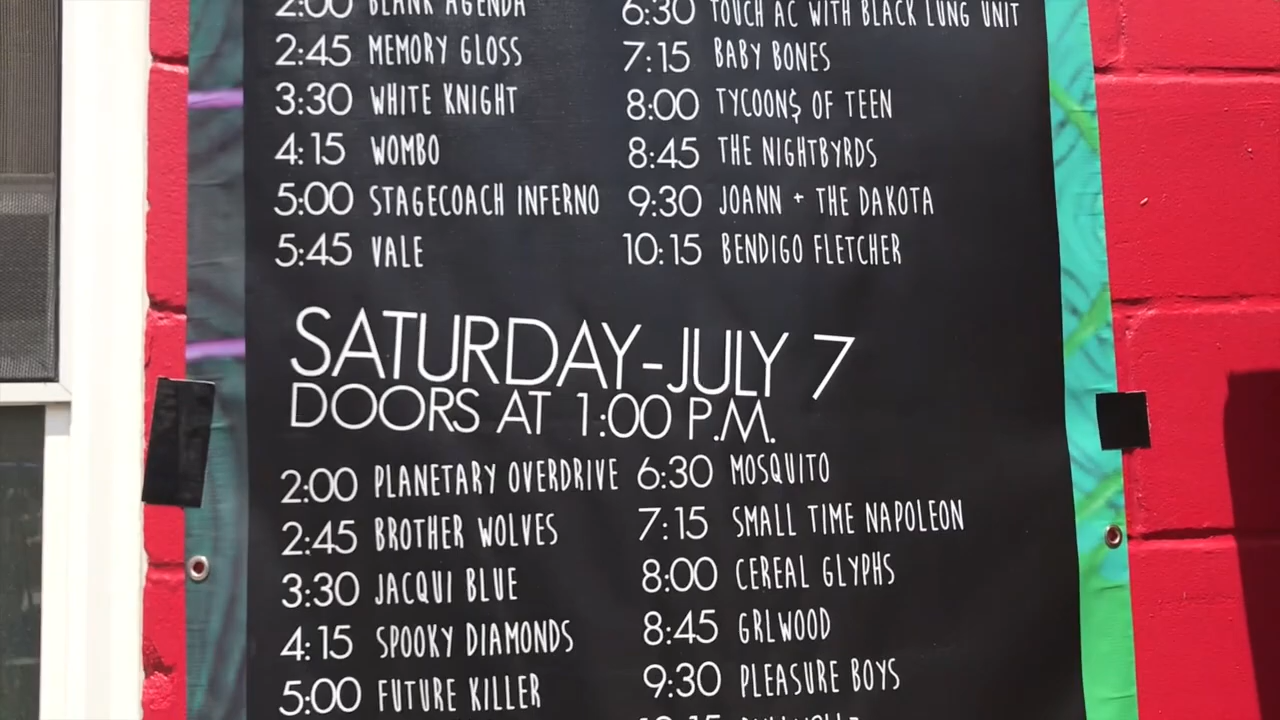 2:00 BLANK AGENDA
2:45 MEMORY GLOSS
3:30 WHITE KNIGHT
4:15 WOMBO
5:00 STAGECOACH INFERNO
5:45 VALE
6:30 TOUCH AC WITH BLACK LUNG UNIT
7:15 BABY BONES
8:00 TYCOON$ OF TEEN
8:45 THE NIGHTBYRDS
9:30 JOANN + THE DAKOTA
10:15 BENDIGO FLETCHER
SATURDAY-JULY 7
DOORS AT 1:00 P.M.
2:00 PLANETARY OVERDRIVE
2:45 BROTHER WOLVES
3:30 JACQUI BLUE
4:15 SPOOKY DIAMONDS
5:00 FUTURE KILLER
6:30 MOSQUITO
7:15 SMALL TIME NAPOLEON
8:00 CEREAL GLYPHS
8:45 GRLWOOD
9:30 PLEASURE BOYS
10:15